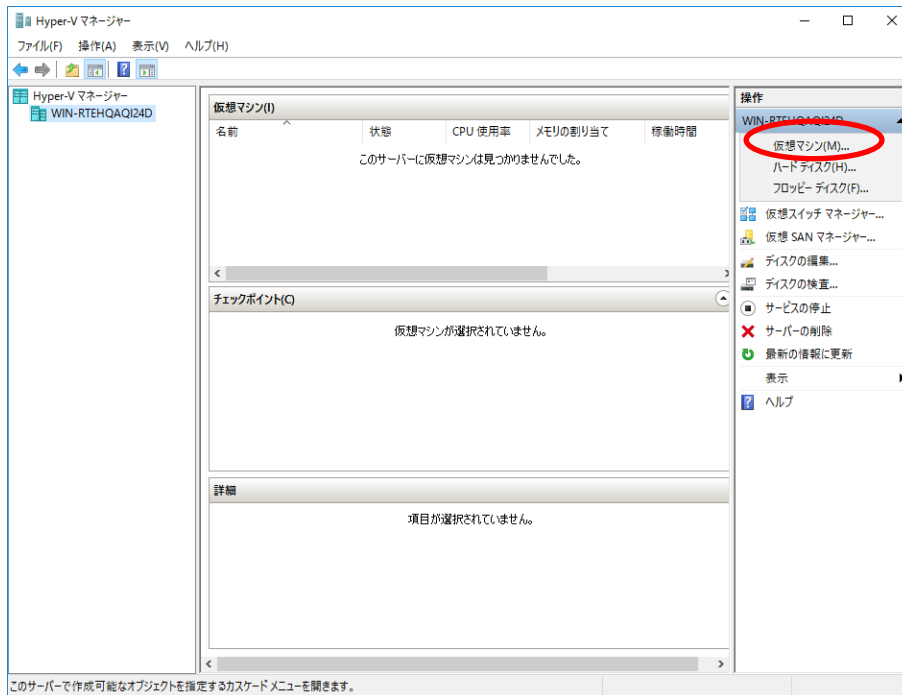 Hyper-V マネージャー
ファイル(F) 操作(A) 表示(V) ヘルプ(H)
Hyper-V マネージャー
WIN-RTEHQAQI24D
仮想マシン(I)
名前 状態 CPU 使用率 メモリの割り当て 稼働時間
このサーバーに仮想マシンは見つかりませんでした。
チェックポイント(C)
仮想マシンが選択されていません。
詳細
項目が選択されていません。
操作
WIN-RTEHQAQI24D
仮想マシン(M)...
ハード ディスク(H)...
フロッピー ディスク(F)...
仮想スイッチ マネージャー...
仮想 SAN マネージャー...
ディスクの編集...
ディスクの検査...
サービスの停止
サーバーの削除
最新の情報に更新
表示
ヘルプ
このサーバーで作成可能なオブジェクトを指定するカスケード メニューを開きます。